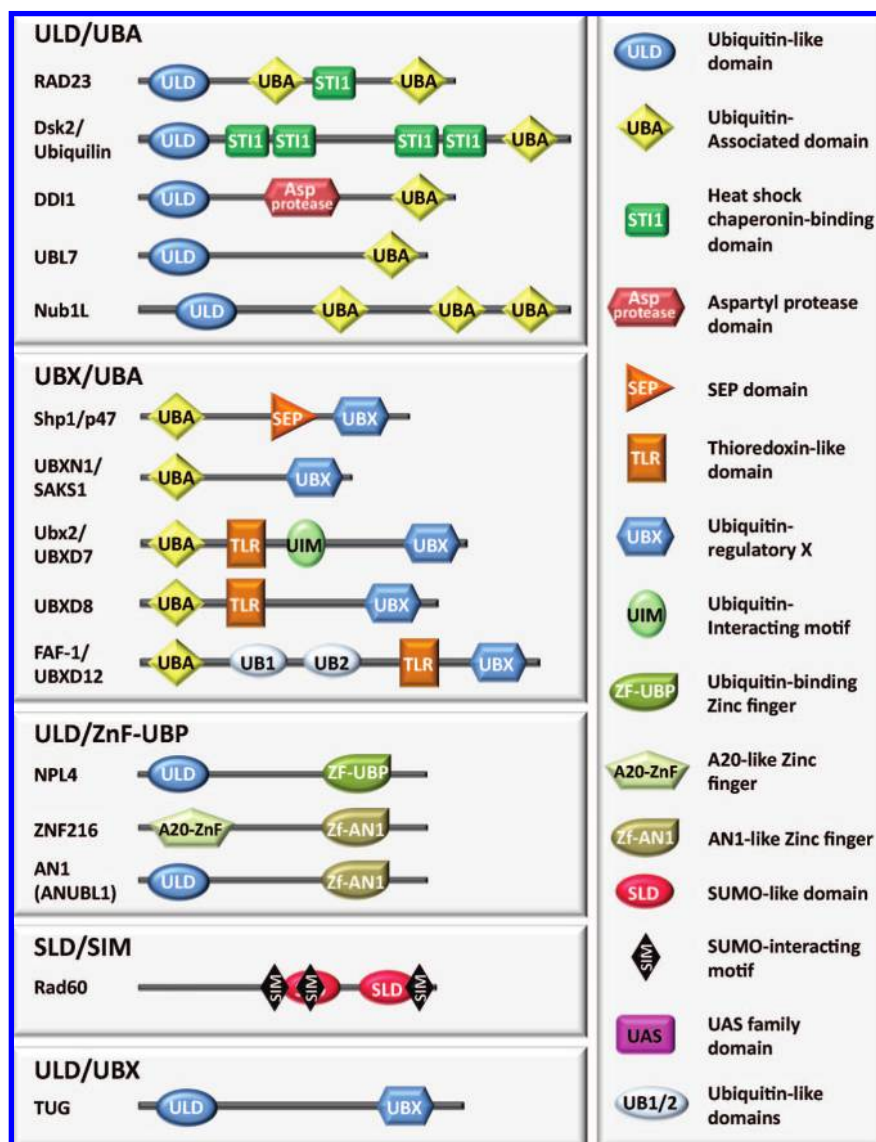 ULD/UBA
RAD23
ULD UBA STI1 UBA
Dsk2/
Ubiquilin
ULD STI1 STI1 STI1 STI1 UBA
DDI1
ULD Asp protease UBA
UBL7
ULD UBA
Nub1L
ULD UBA UBA UBA
UBX/UBA
Shp1/p47
UBA SEP UBX
UBXN1/
SAKS1
UBA UBX
Ubx2/
UBXD7
UBA TLR UIM UBX
UBXD8
UBA TLR UBX
FAF-1/
UBXD12
UBA UB1 UB2 TLR UBX
ULD/ZnF-UBP
NPL4
ULD ZF-UBP
ZNF216
A20-ZnF Zf-AN1
AN1
(ANUBL1)
ULD Zf-AN1
SLD/SIM
Rad60
SIM SIM SLD SIM
ULD/UBX
TUG
ULD UBX
ULD
Ubiquitin-like
domain
UBA
Ubiquitin-
Associated domain
STI1
Heat shock
chaperonin-binding
domain
Asp
protease
Aspartyl protease
domain
SEP
SEP domain
TLR
Thioredoxin-like
domain
UBX
Ubiquitin-
regulatory X
UIM
Ubiquitin-
Interacting motif
ZF-UBP
Ubiquitin-binding
Zinc finger
A20-ZnF
A20-like Zinc
finger
Zf-AN1
AN1-like Zinc finger
SLD
SUMO-like domain
SIM
SUMO-interacting
motif
UAS
UAS family
domain
UB1/2
Ubiquitin-like
domains